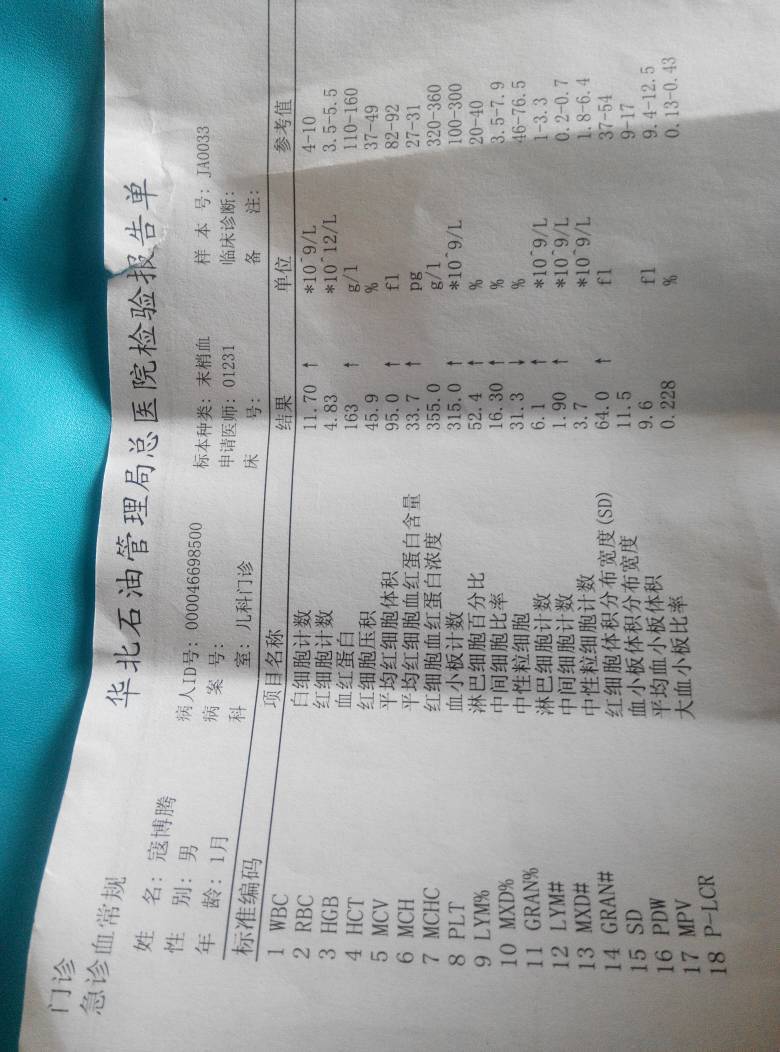 门诊
急诊血常规
华北石油管理局总医院检验报告单
姓 名: 寇博腾 病人ID号: 000046698500 标本种类: 末梢血 样 本 号: JA0033
性 别: 男 病 案 号: 申请医师: 01231 临床诊断:
年 龄: 1月 科 室: 儿科门诊 床 号: 备 注:
标准编码 项目名称 结果 单位 参考值
1 WBC 白细胞计数 11.70 ↑ *10^9/L 4-10
2 RBC 红细胞计数 4.83 *10^12/L 3.5-5.5
3 HGB 血红蛋白 163 ↑ g/l 110-160
4 HCT 红细胞压积 45.9 % 37-49
5 MCV 平均红细胞体积 95.0 ↑ fl 82-92
6 MCH 平均红细胞血红蛋白含量 33.7 ↑ pg 27-31
7 MCHC 红细胞血红蛋白浓度 355.0 g/l 320-360
8 PLT 血小板计数 315.0 ↑ *10^9/L 100-300
9 LYM% 淋巴细胞百分比 52.4 ↑ % 20-40
10 MXD% 中间细胞比率 16.30 ↑ % 3.5-7.9
11 GRAN% 中性粒细胞 31.3 ↓ % 46-76.5
12 LYM# 淋巴细胞计数 6.1 ↑ *10^9/L 1-3.3
13 MXD# 中间细胞计数 1.90 ↑ *10^9/L 0.2-0.7
14 GRAN# 中性粒细胞计数 3.7 *10^9/L 1.8-6.4
15 SD 红细胞体积分布宽度(SD) 64.0 ↑ fl 37-54
16 PDW 血小板体积分布宽度 11.5 9-17
17 MPV 平均血小板体积 9.6 fl 9.4-12.5
18 P-LCR 大血小板比率 0.228 % 0.13-0.43